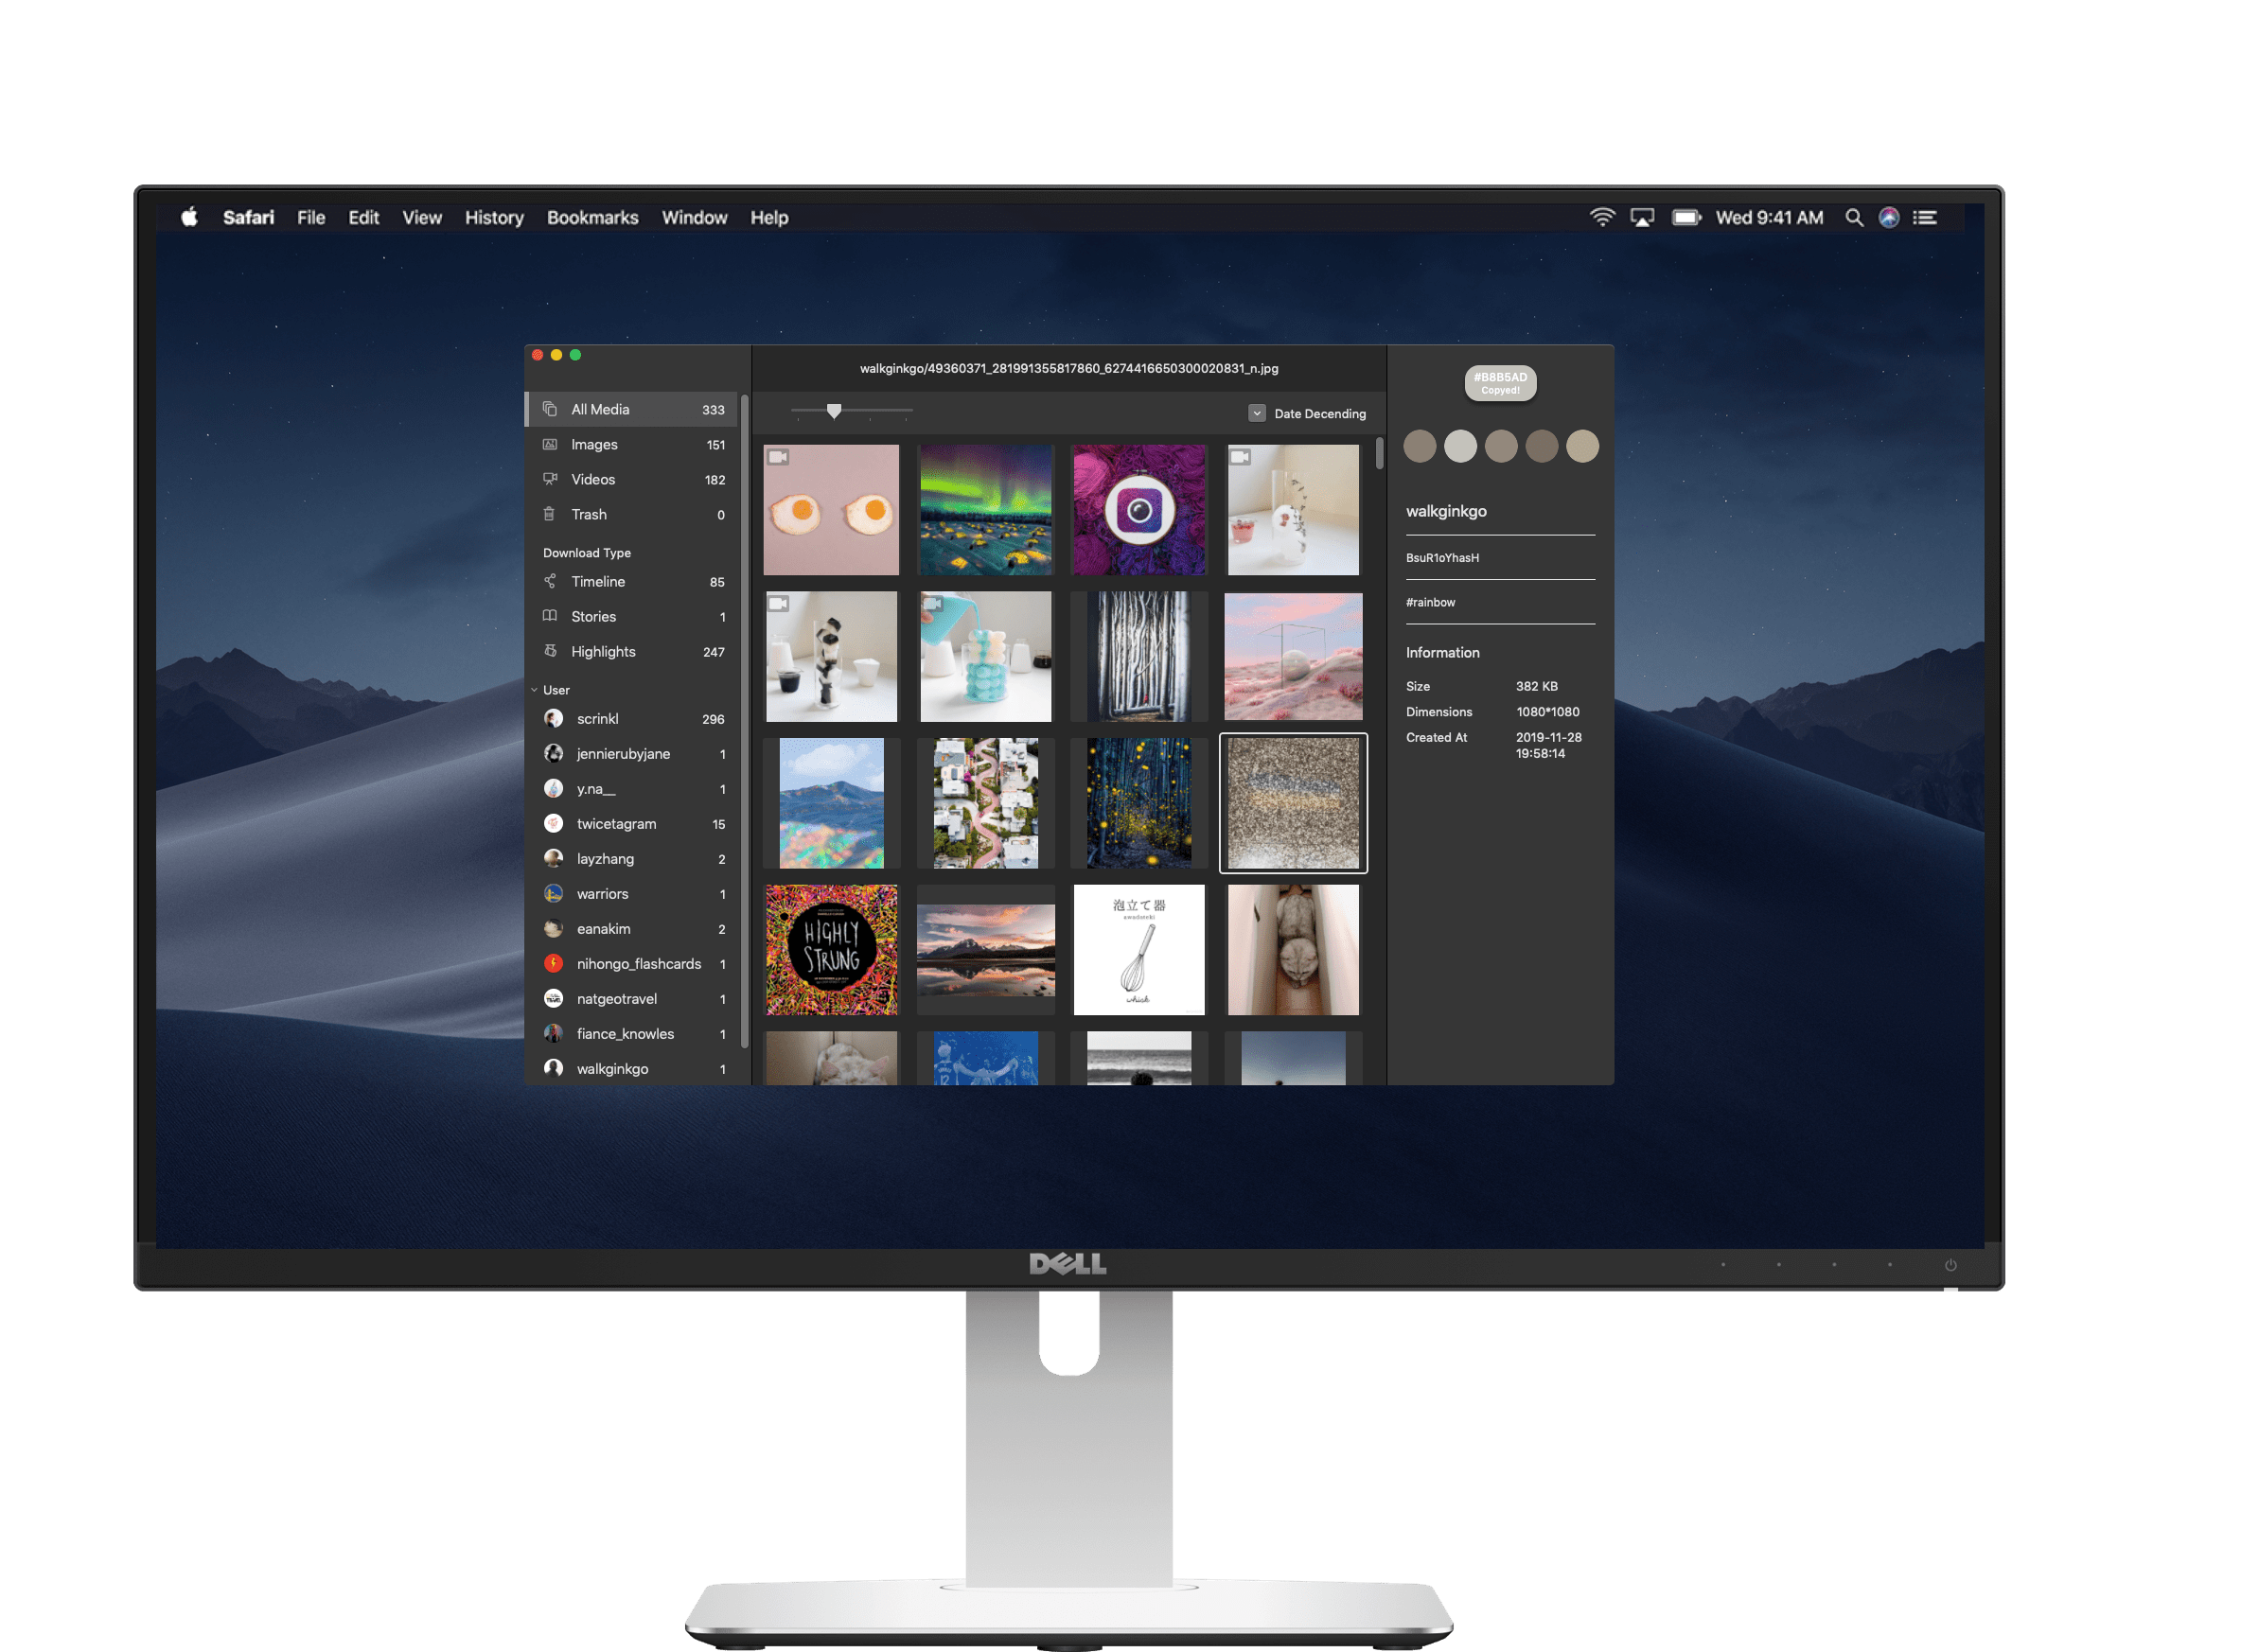 Safari File Edit View History Bookmarks Window Help Wed 9:41 AM
walkginkgo/49360371_281991355817860_6274416650300020831_n.jpg
All Media 333
Images 151
Videos 182
Trash 0
Download Type
Timeline 85
Stories 1
Highlights 247
User
scrinkl 296
jennierubyjane 1
y.na__ 1
twicetagram 15
layzhang 2
warriors 1
eanakim 2
nihongo_flashcards 1
natgeotravel 1
fiance_knowles 1
walkginkgo 1
Date Decending
HIGHLY
STRUNG
泡立て器
awadateki
whisk
#B8B5AD
Copyed!
walkginkgo
BsuR1oYhasH
#rainbow
Information
Size 382 KB
Dimensions 1080*1080
Created At 2019-11-28
19:58:14
DELL